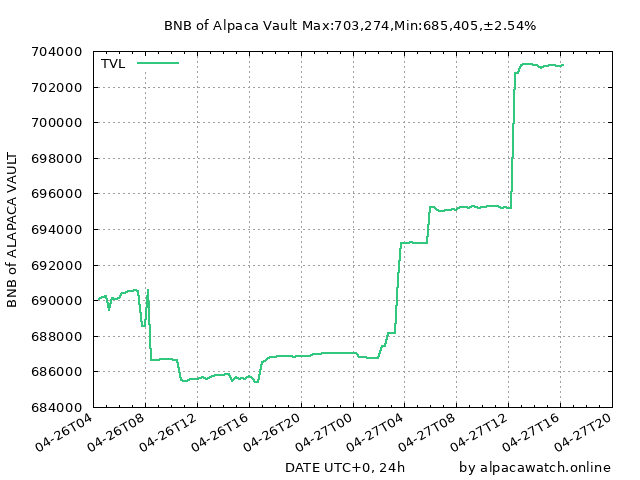 BNB of Alpaca Vault Max:703,274,Min:685,405,±2.54%
704000
702000
700000
698000
696000
694000
692000
690000
688000
686000
684000
TVL
BNB of ALAPACA VAULT
04-26T04
04-26T08
04-26T12
04-26T16
04-26T20
04-27T00
04-27T04
04-27T08
04-27T12
04-27T16
04-27T20
DATE UTC+0, 24h
by alpacawatch.online